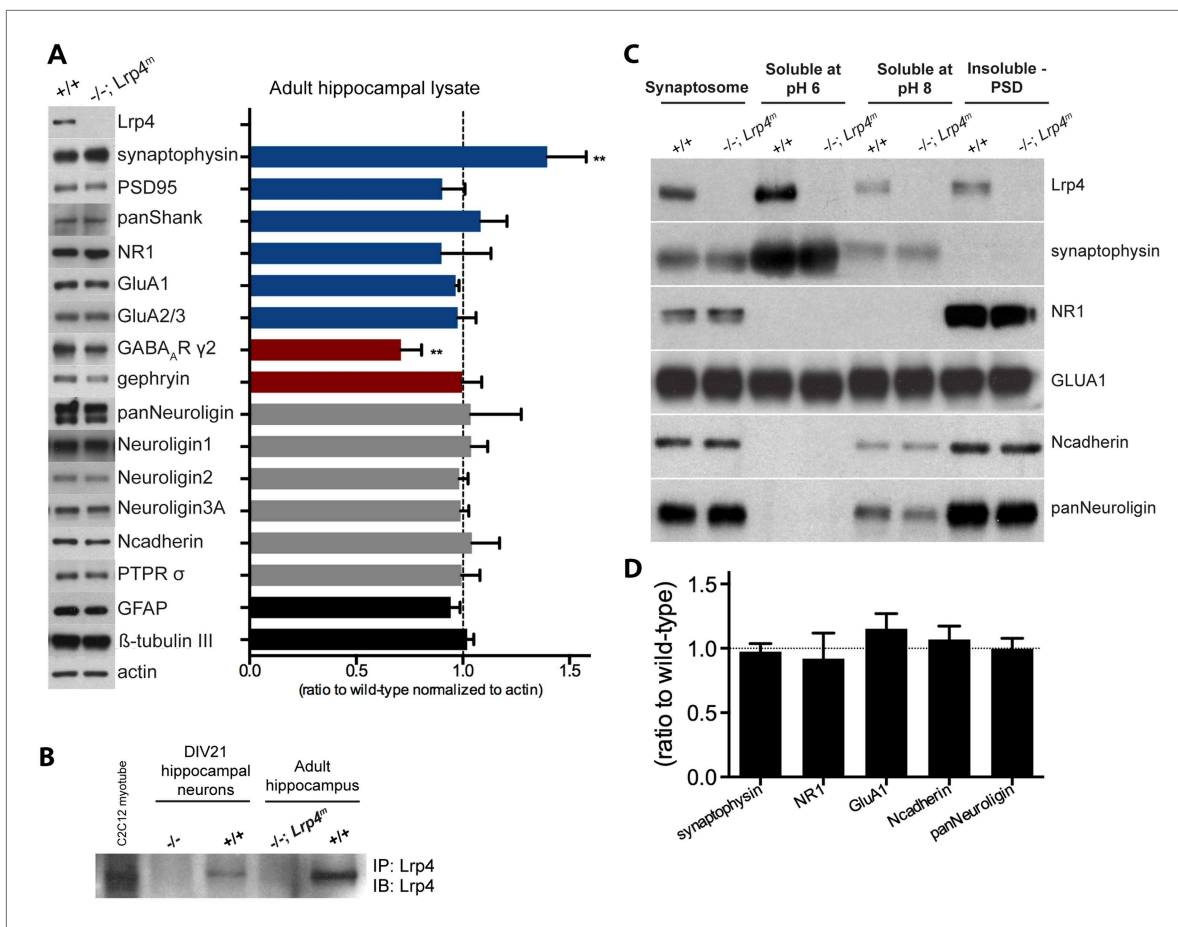 A
+/+
-/-; Lrp4ᵐ
Adult hippocampal lysate
Lrp4
synaptophysin
**
PSD95
panShank
NR1
GluA1
GluA2/3
GABA_AR γ2
**
gephryin
panNeuroligin
Neuroligin1
Neuroligin2
Neuroligin3A
Ncadherin
PTPR σ
GFAP
ß-tubulin III
actin
0.0 0.5 1.0 1.5
(ratio to wild-type normalized to actin)
B
C2C12 myotube
DIV21
hippocampal
neurons
Adult
hippocampus
-/- +/+ -/-; Lrp4ᵐ +/+
IP: Lrp4
IB: Lrp4
C
Synaptosome
Soluble at
pH 6
Soluble at
pH 8
Insoluble -
PSD
+/+ -/-; Lrp4ᵐ +/+ -/-; Lrp4ᵐ +/+ -/-; Lrp4ᵐ +/+ -/-; Lrp4ᵐ
Lrp4
synaptophysin
NR1
GLUA1
Ncadherin
panNeuroligin
D
(ratio to wild-type)
1.5
1.0
0.5
0.0
synaptophysin NR1 GluA1 Ncadherin panNeuroligin